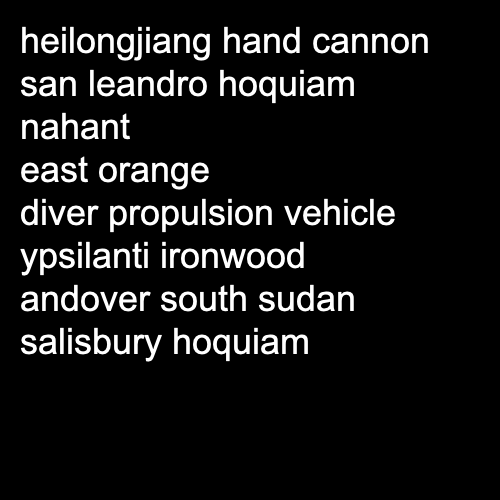 heilongjiang hand cannon
san leandro hoquiam
nahant
east orange
diver propulsion vehicle
ypsilanti ironwood
andover south sudan
salisbury hoquiam